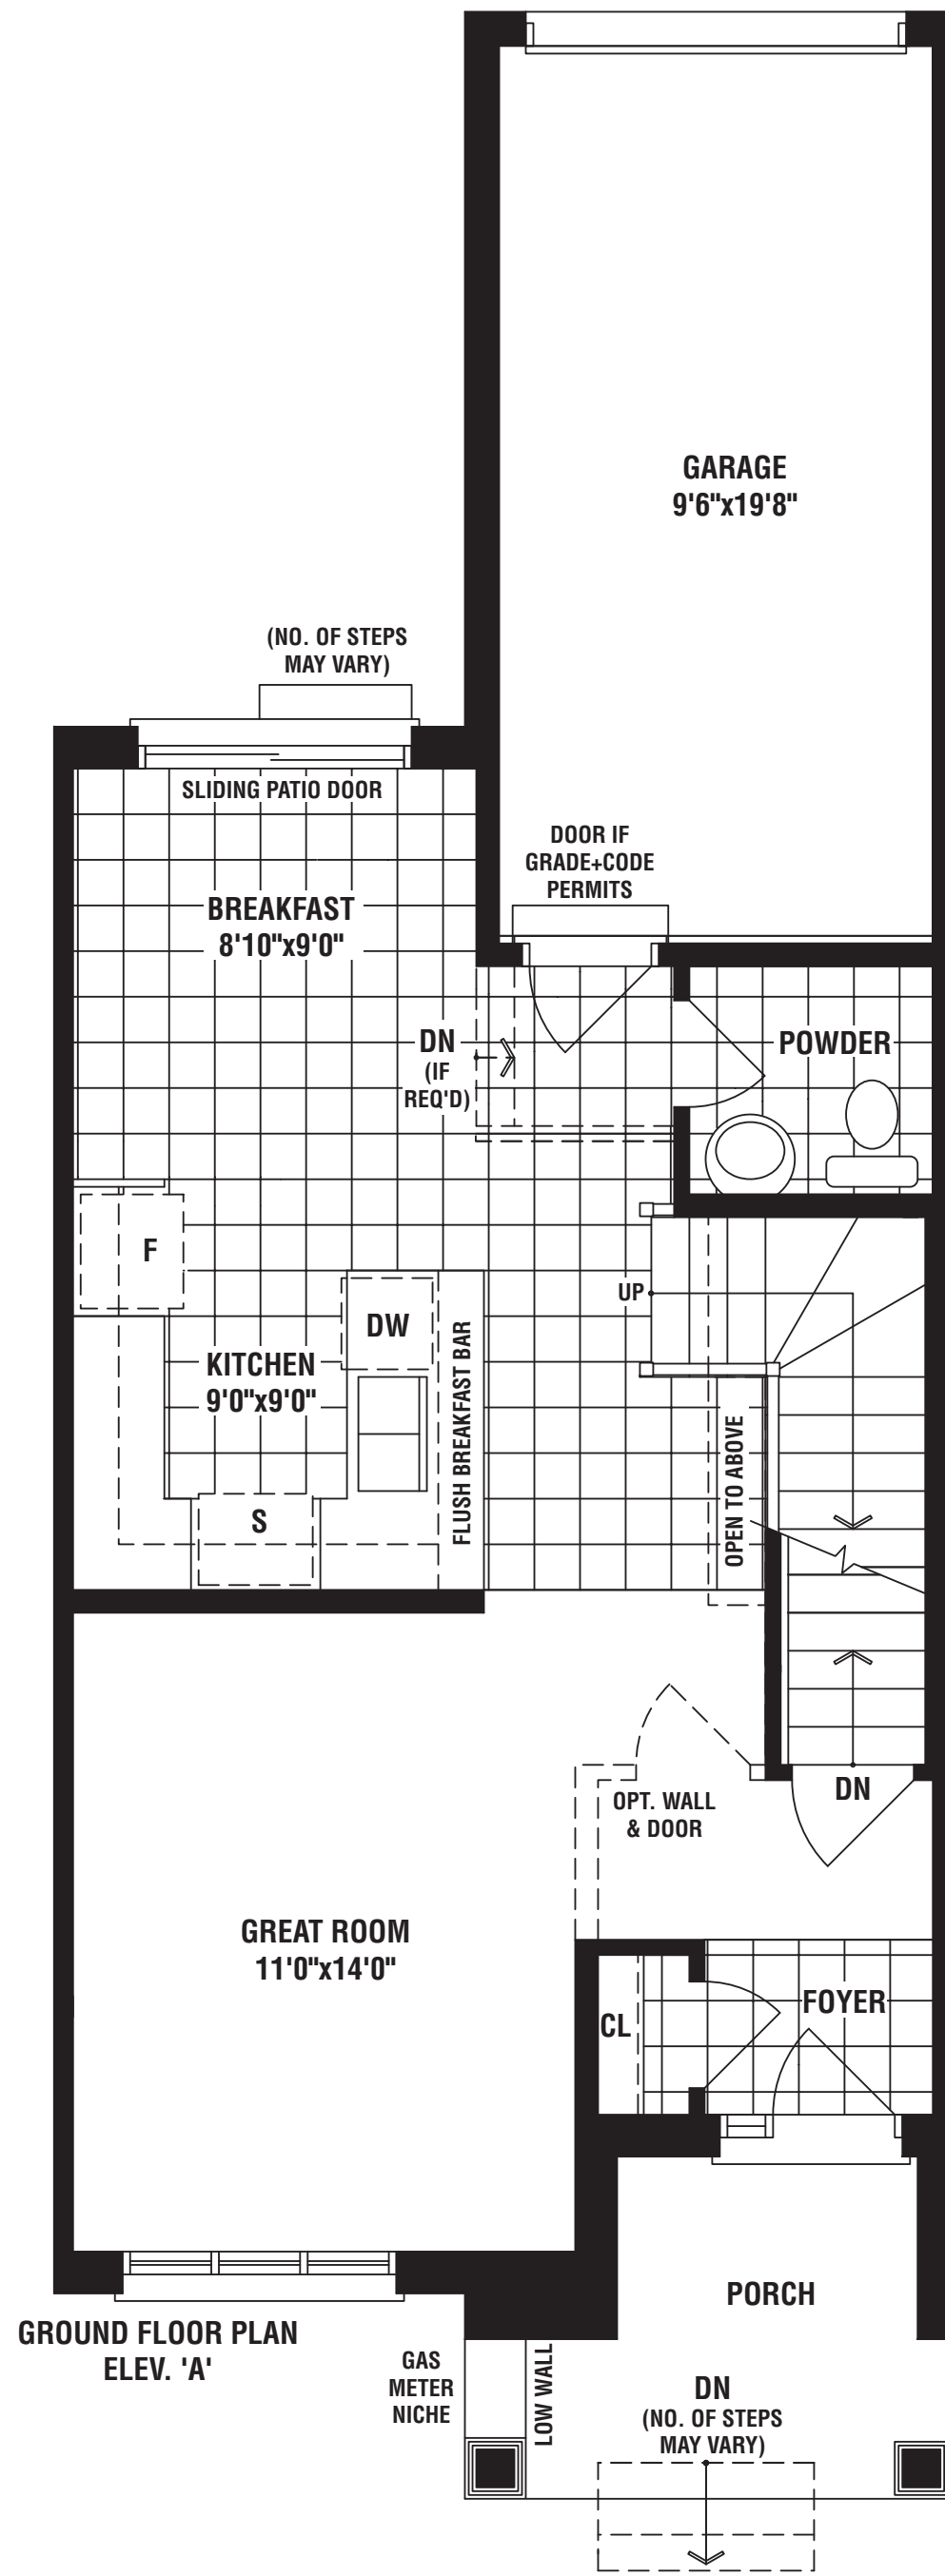 GARAGE
9'6"x19'8"
(NO. OF STEPS
MAY VARY)
SLIDING PATIO DOOR
DOOR IF
GRADE+CODE
PERMITS
BREAKFAST
8'10"x9'0"
DN
(IF
REQ'D)
POWDER
F
UP
DW
KITCHEN
9'0"x9'0"
FLUSH BREAKFAST BAR
OPEN TO ABOVE
S
DN
OPT. WALL
& DOOR
GREAT ROOM
11'0"x14'0"
FOYER
CL
PORCH
GROUND FLOOR PLAN
ELEV. 'A'
GAS
METER
NICHE
LOW WALL
DN
(NO. OF STEPS
MAY VARY)